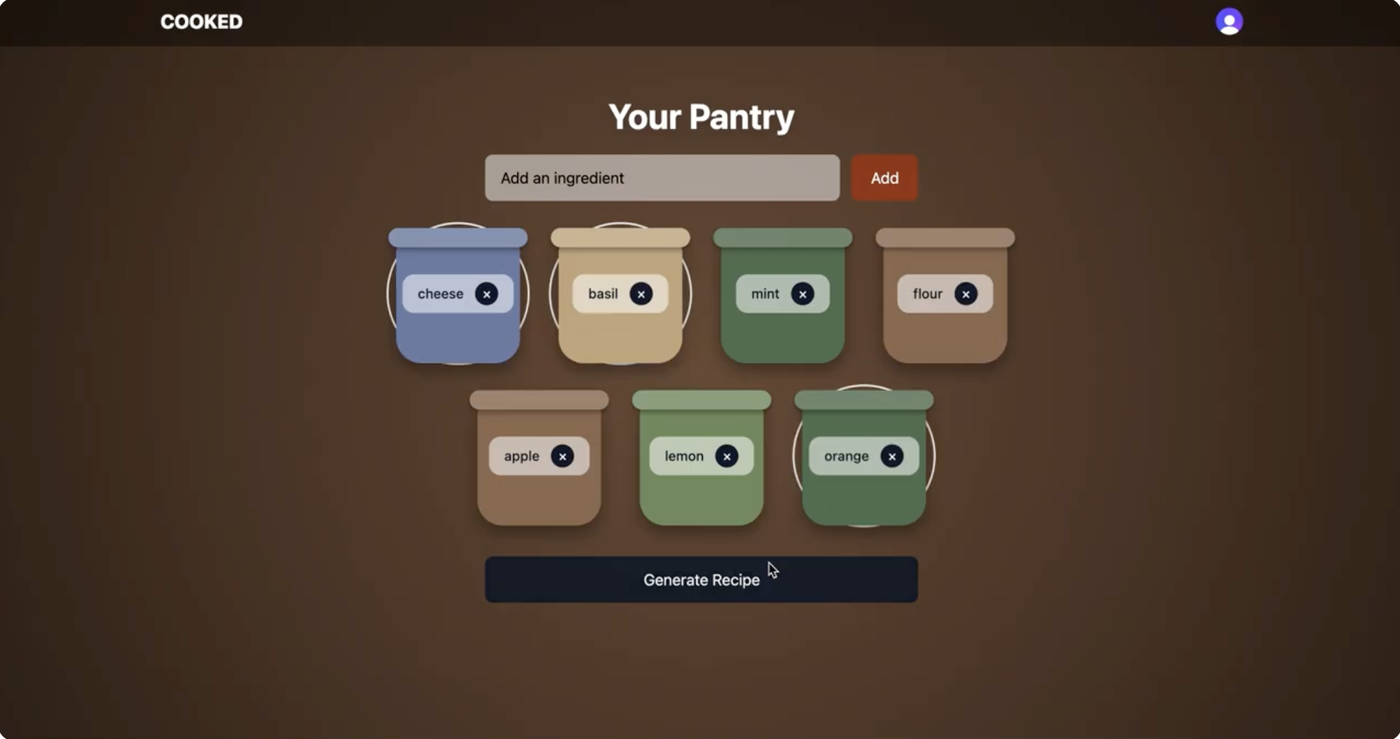 COOKED
Your Pantry
Add an ingredient
Add
cheese ×
basil ×
mint ×
flour ×
apple ×
lemon ×
orange ×
Generate Recipe